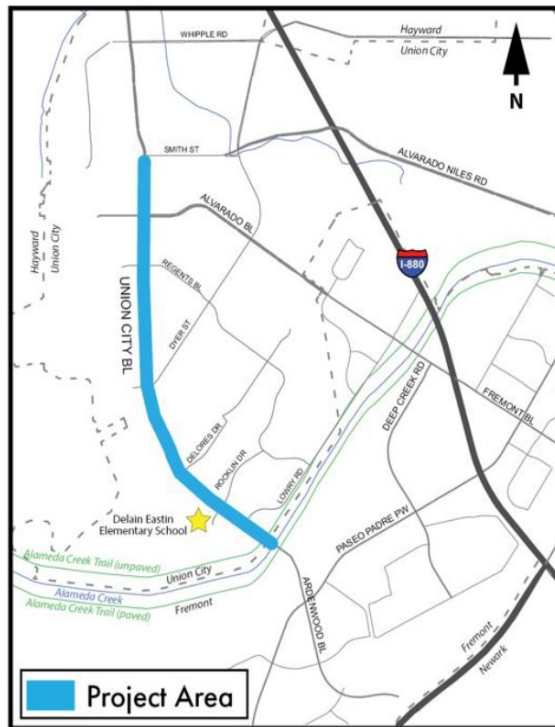 WHIPPLE RD
Hayward
Union City
N
SMITH ST
ALVARADO NILES RD
ALVARADO BL
Hayward
Union City
REGENTS BL
I-880
UNION CITY BL
DYER ST
DEEP CREEK RD
FREMONT BL
DELORES DR
ROCKLIN DR
LOWRY RD
Delain Eastin
Elementary School
PASEO PADRE PW
Alameda Creek Trail (unpaved)
Union City
Alameda Creek
Fremont
Alameda Creek Trail (paved)
ARDENWOOD BL
Fremont
Newark
Project Area